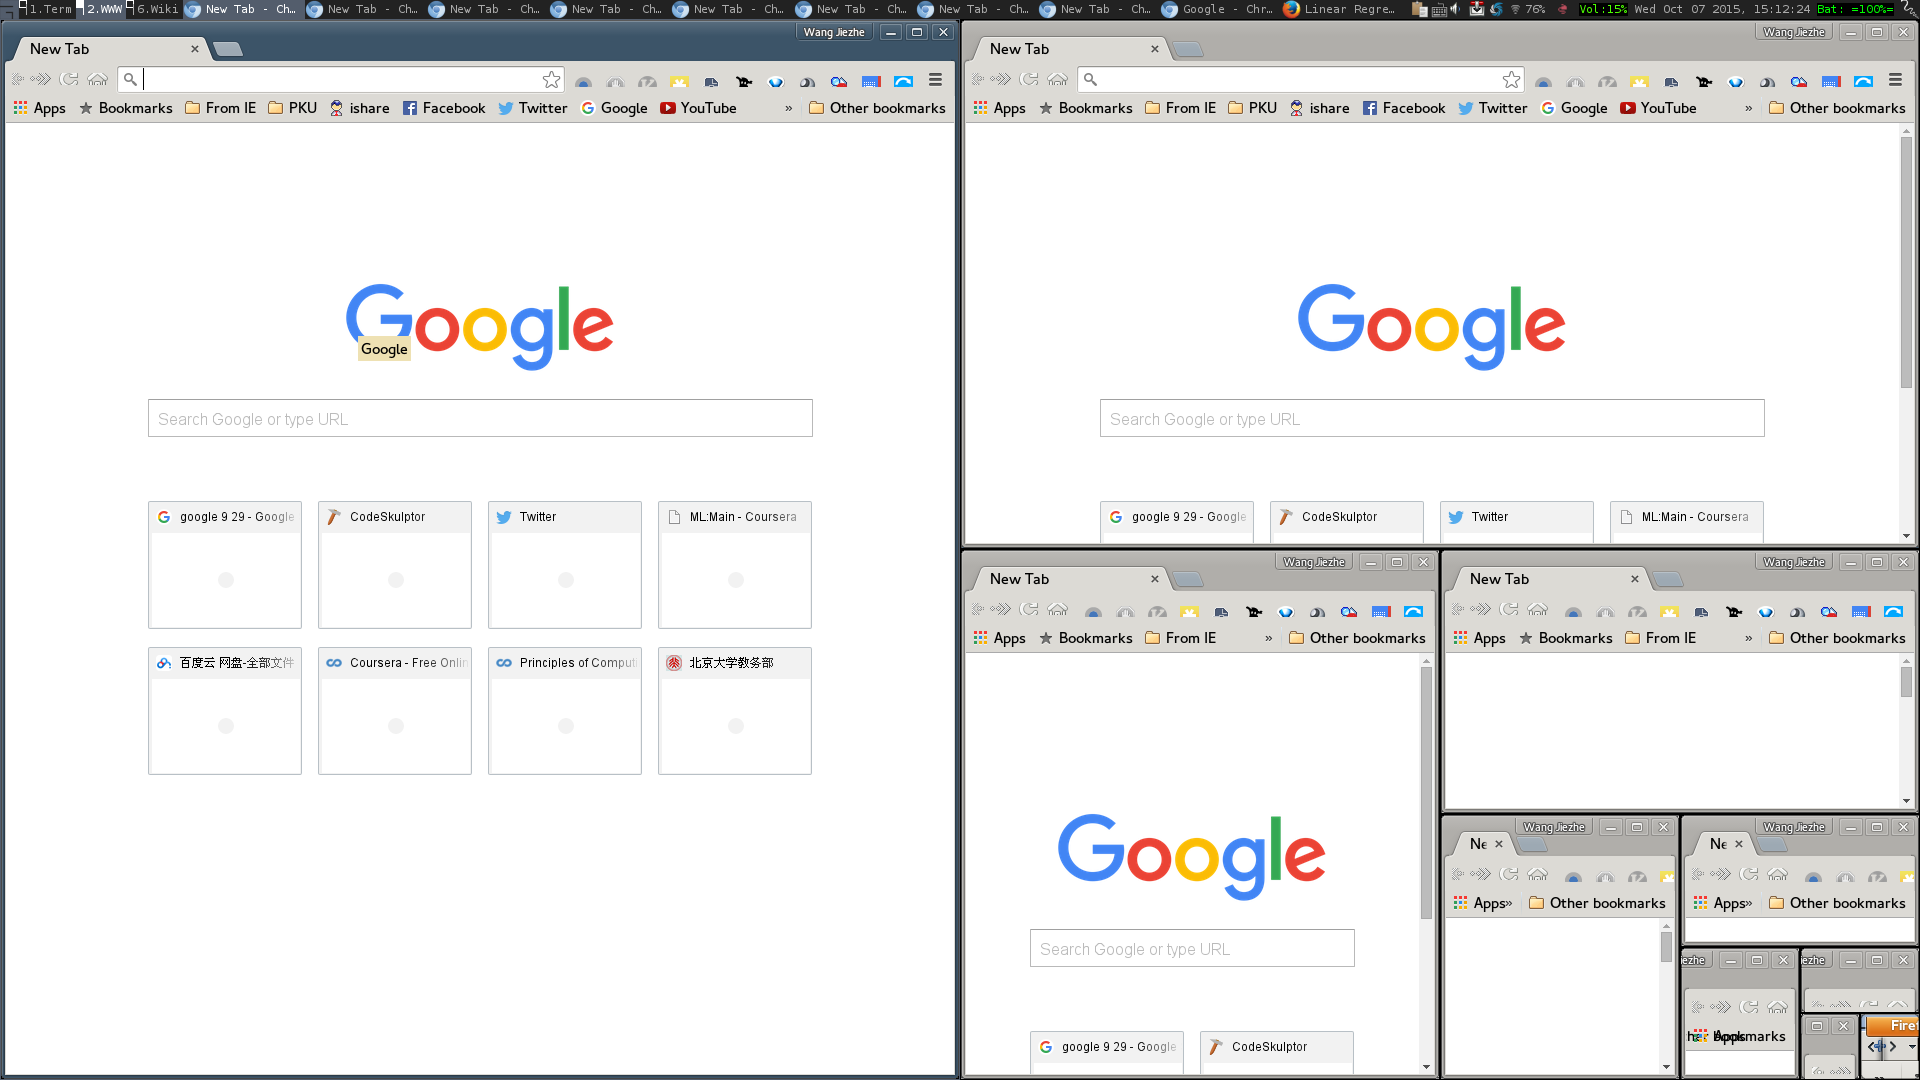 1.Term 2.WWW 6.Wiki New Tab - Ch… New Tab - Ch… New Tab - Ch… New Tab - Ch… New Tab - Ch… New Tab - Ch… New Tab - Ch… New Tab - Ch… Google - Chr… Linear Regre… 76% Vol:15% Wed Oct 07 2015, 15:12:24 Bat: =100%=
New Tab
Wang Jiezhe
Apps Bookmarks From IE PKU ishare Facebook Twitter Google YouTube » Other bookmarks
Google
Google
Search Google or type URL
google 9 29 - Google CodeSkulptor Twitter ML:Main - Coursera
百度云 网盘-全部文件 Coursera - Free Onlin Principles of Computi 北京大学教务部
New Tab
Wang Jiezhe
Apps Bookmarks From IE PKU ishare Facebook Twitter Google YouTube » Other bookmarks
Google
Search Google or type URL
google 9 29 - Google CodeSkulptor Twitter ML:Main - Coursera
New Tab
Wang Jiezhe
Apps Bookmarks From IE » Other bookmarks
Google
Search Google or type URL
google 9 29 - Google CodeSkulptor
New Tab
Wang Jiezhe
Apps Bookmarks From IE » Other bookmarks
Ne
Wang Jiezhe
Apps» Other bookmarks
Ne
Wang Jiezhe
Apps» Other bookmarks
iezhe
Apps
iezhe
Firef